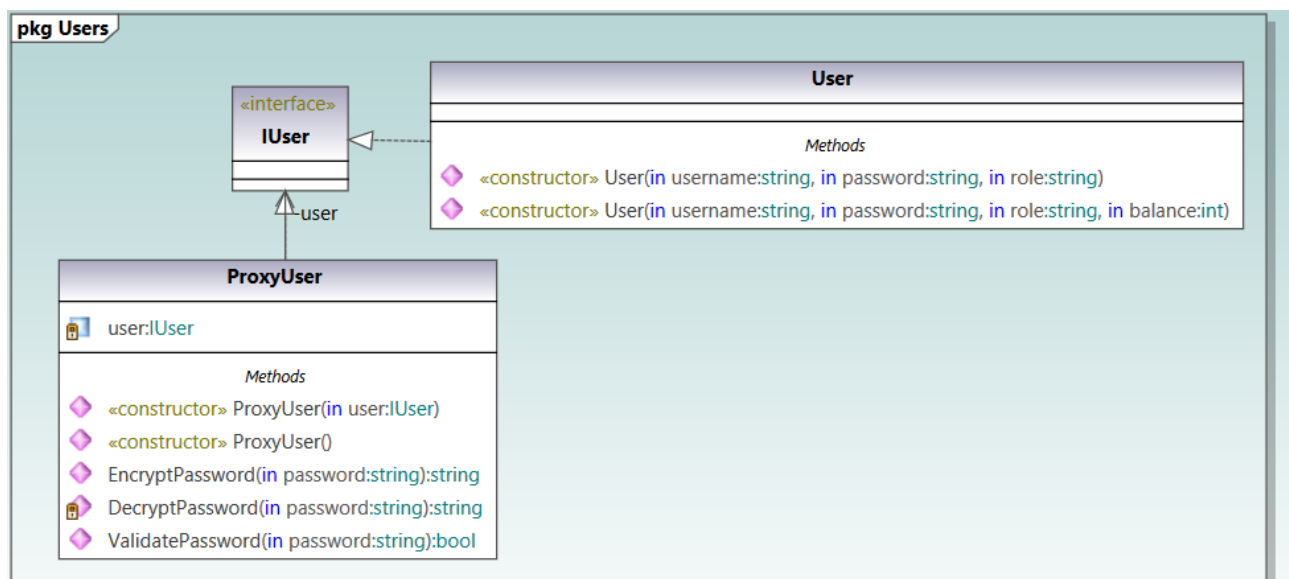 pkg Users
«interface»
IUser
User
Methods
«constructor» User(in username:string, in password:string, in role:string)
«constructor» User(in username:string, in password:string, in role:string, in balance:int)
user
ProxyUser
user:IUser
Methods
«constructor» ProxyUser(in user:IUser)
«constructor» ProxyUser()
EncryptPassword(in password:string):string
DecryptPassword(in password:string):string
ValidatePassword(in password:string):bool